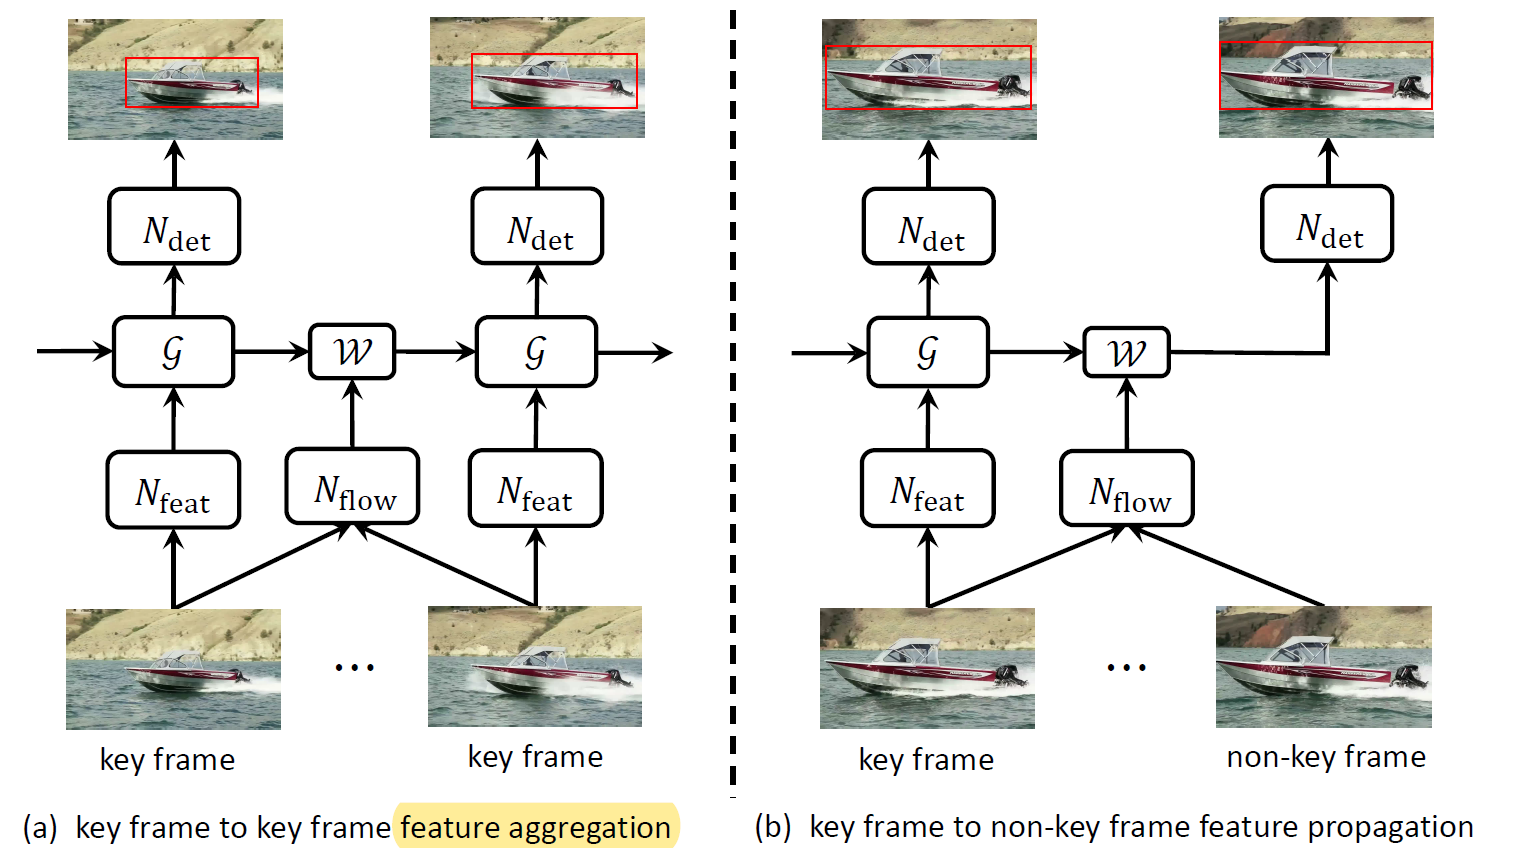 N_det
N_det
N_det
N_det
𝒢
𝒲
𝒢
𝒢
𝒲
N_feat
N_flow
N_feat
N_feat
N_flow
...
...
key frame
key frame
key frame
non-key frame
(a) key frame to key frame feature aggregation
(b) key frame to non-key frame feature propagation